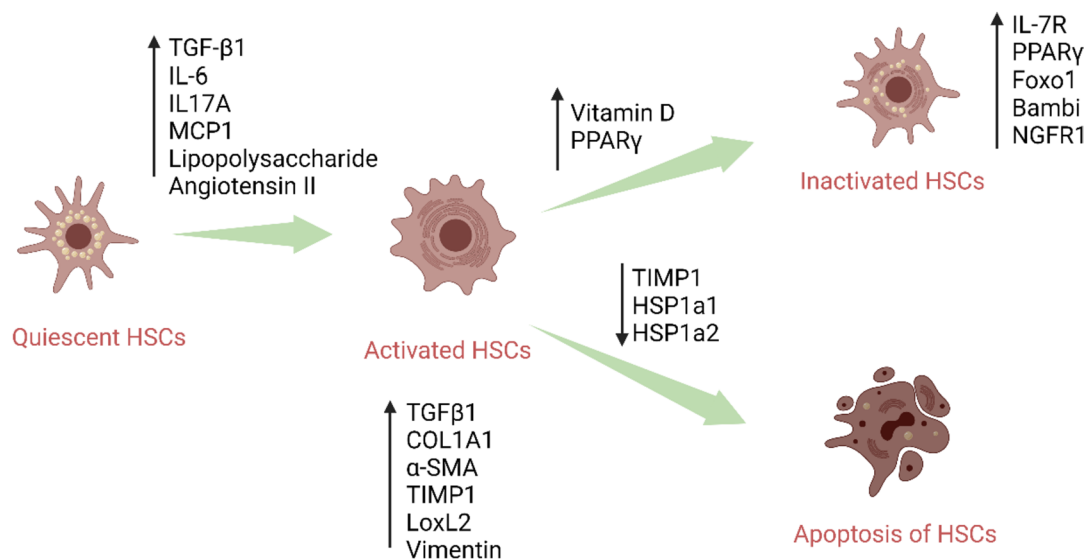 TGF-β1
IL-6
IL17A
MCP1
Lipopolysaccharide
Angiotensin II
Quiescent HSCs
Activated HSCs
TGFβ1
COL1A1
α-SMA
TIMP1
LoxL2
Vimentin
Vitamin D
PPARγ
Inactivated HSCs
IL-7R
PPARγ
Foxo1
Bambi
NGFR1
TIMP1
HSP1a1
HSP1a2
Apoptosis of HSCs